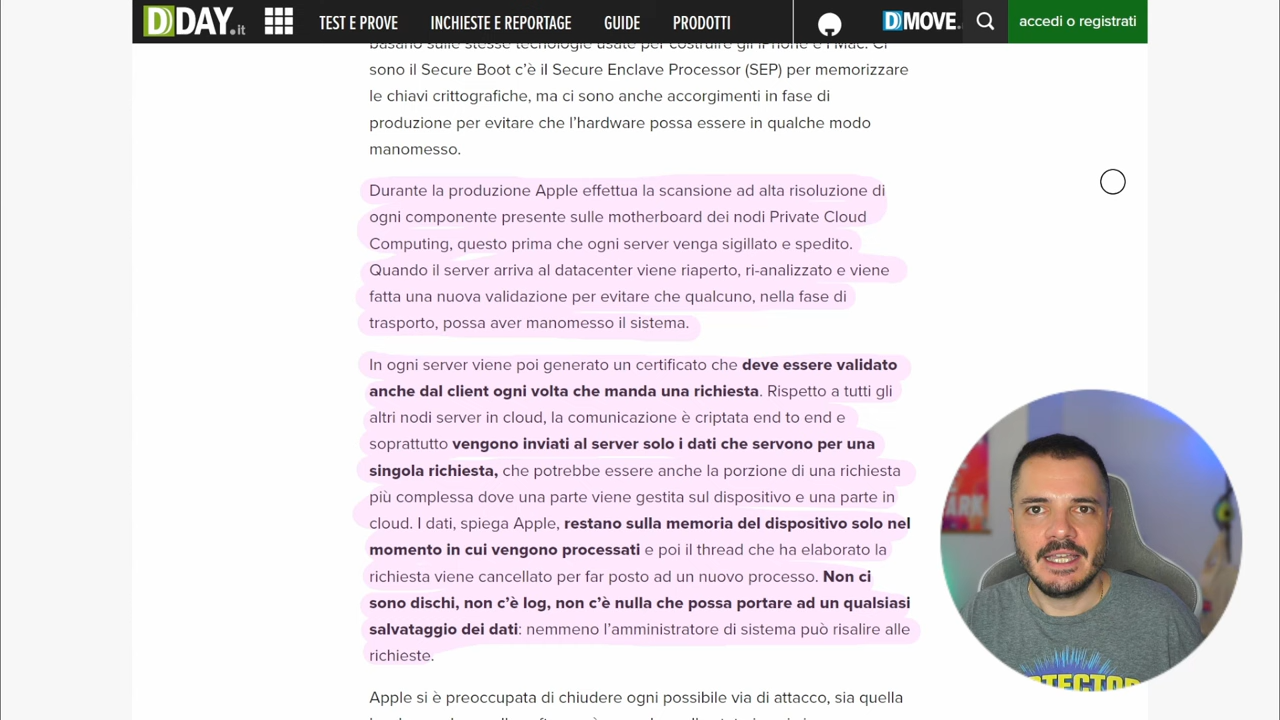 DDAY.it
TEST E PROVE
INCHIESTE E REPORTAGE
GUIDE
PRODOTTI
DMOVE.
accedi o registrati
basano sulle stesse tecnologie usate per costruire gli iPhone e i Mac. Ci
sono il Secure Boot c’è il Secure Enclave Processor (SEP) per memorizzare
le chiavi crittografiche, ma ci sono anche accorgimenti in fase di
produzione per evitare che l’hardware possa essere in qualche modo
manomesso.
Durante la produzione Apple effettua la scansione ad alta risoluzione di
ogni componente presente sulle motherboard dei nodi Private Cloud
Computing, questo prima che ogni server venga sigillato e spedito.
Quando il server arriva al datacenter viene riaperto, ri-analizzato e viene
fatta una nuova validazione per evitare che qualcuno, nella fase di
trasporto, possa aver manomesso il sistema.
In ogni server viene poi generato un certificato che deve essere validato
anche dal client ogni volta che manda una richiesta. Rispetto a tutti gli
altri nodi server in cloud, la comunicazione è criptata end to end e
soprattutto vengono inviati al server solo i dati che servono per una
singola richiesta, che potrebbe essere anche la porzione di una richiesta
più complessa dove una parte viene gestita sul dispositivo e una parte in
cloud. I dati, spiega Apple, restano sulla memoria del dispositivo solo nel
momento in cui vengono processati e poi il thread che ha elaborato la
richiesta viene cancellato per far posto ad un nuovo processo. Non ci
sono dischi, non c’è log, non c’è nulla che possa portare ad un qualsiasi
salvataggio dei dati: nemmeno l’amministratore di sistema può risalire alle
richieste.
Apple si è preoccupata di chiudere ogni possibile via di attacco, sia quella